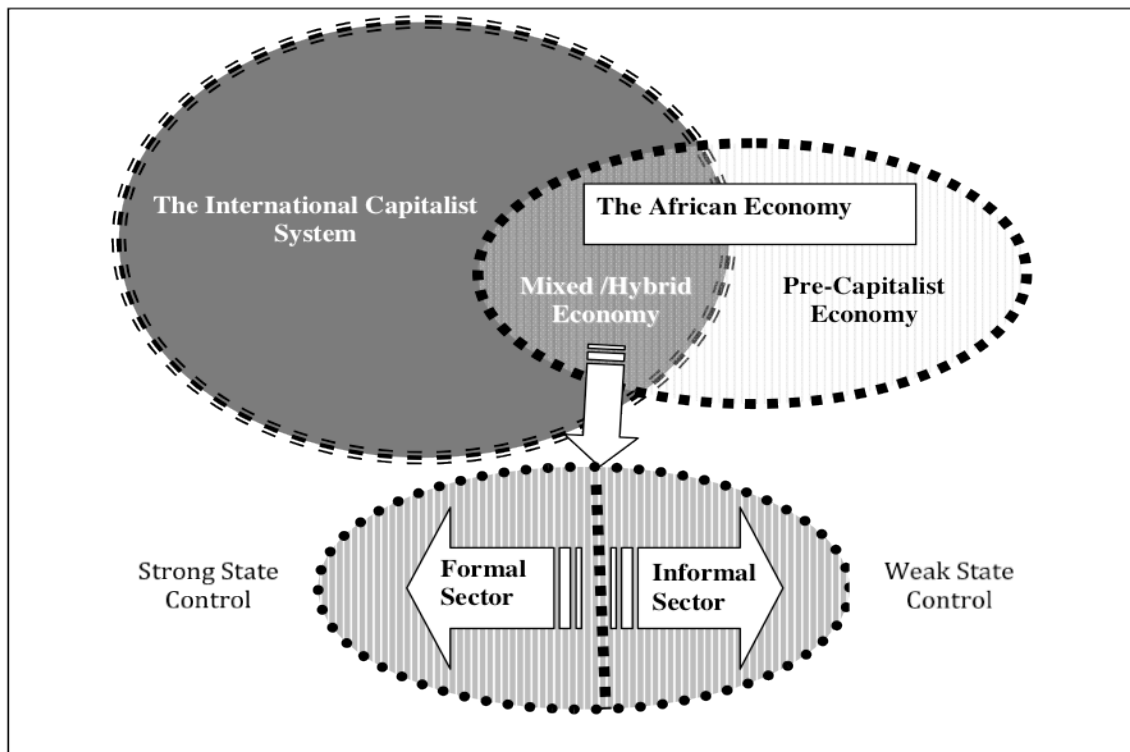 The International Capitalist
System
The African Economy
Mixed /Hybrid
Economy
Pre-Capitalist
Economy
Strong State
Control
Formal
Sector
Informal
Sector
Weak State
Control